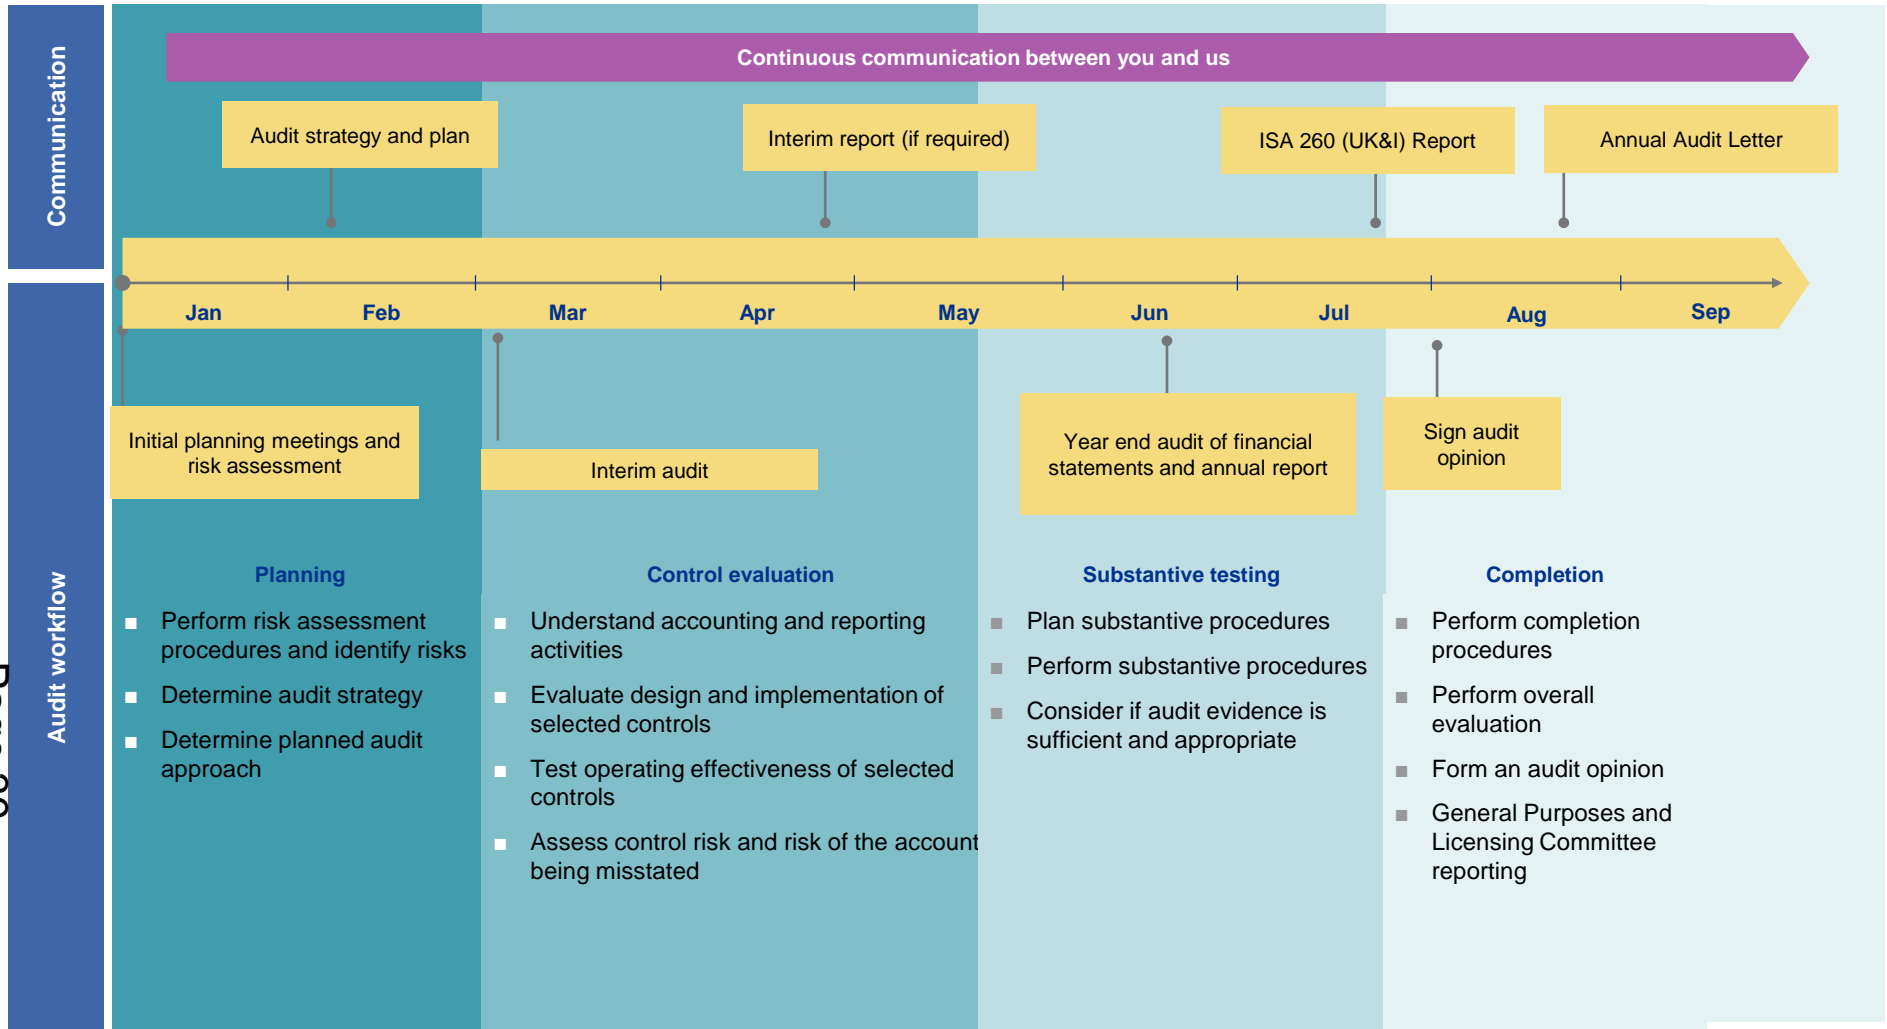 Communication
Continuous communication between you and us
Audit strategy and plan
Interim report (if required)
ISA 260 (UK&I) Report
Annual Audit Letter
Jan
Feb
Mar
Apr
May
Jun
Jul
Aug
Sep
Initial planning meetings and
risk assessment
Interim audit
Year end audit of financial
statements and annual report
Sign audit
opinion
Audit workflow
Planning
■ Perform risk assessment
procedures and identify risks
■ Determine audit strategy
■ Determine planned audit
approach
Control evaluation
■ Understand accounting and reporting
activities
■ Evaluate design and implementation of
selected controls
■ Test operating effectiveness of selected
controls
■ Assess control risk and risk of the account
being misstated
Substantive testing
■ Plan substantive procedures
■ Perform substantive procedures
■ Consider if audit evidence is
sufficient and appropriate
Completion
■ Perform completion
procedures
■ Perform overall
evaluation
■ Form an audit opinion
■ General Purposes and
Licensing Committee
reporting